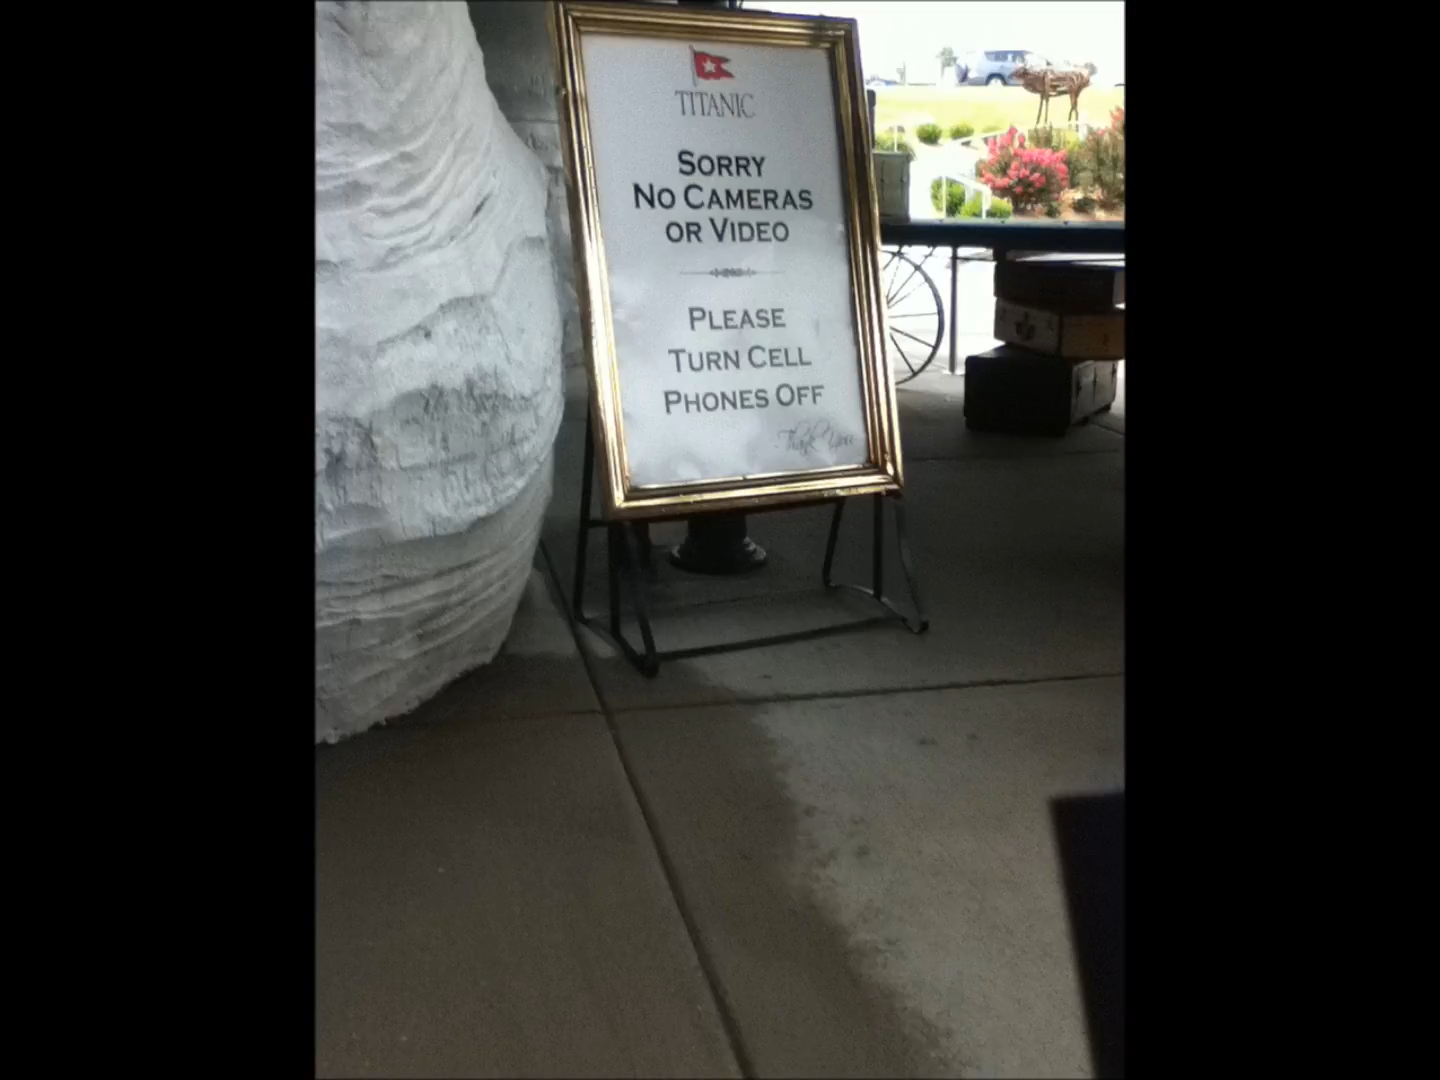 TITANIC
SORRY
NO CAMERAS
OR VIDEO
PLEASE
TURN CELL
PHONES OFF
Thank You